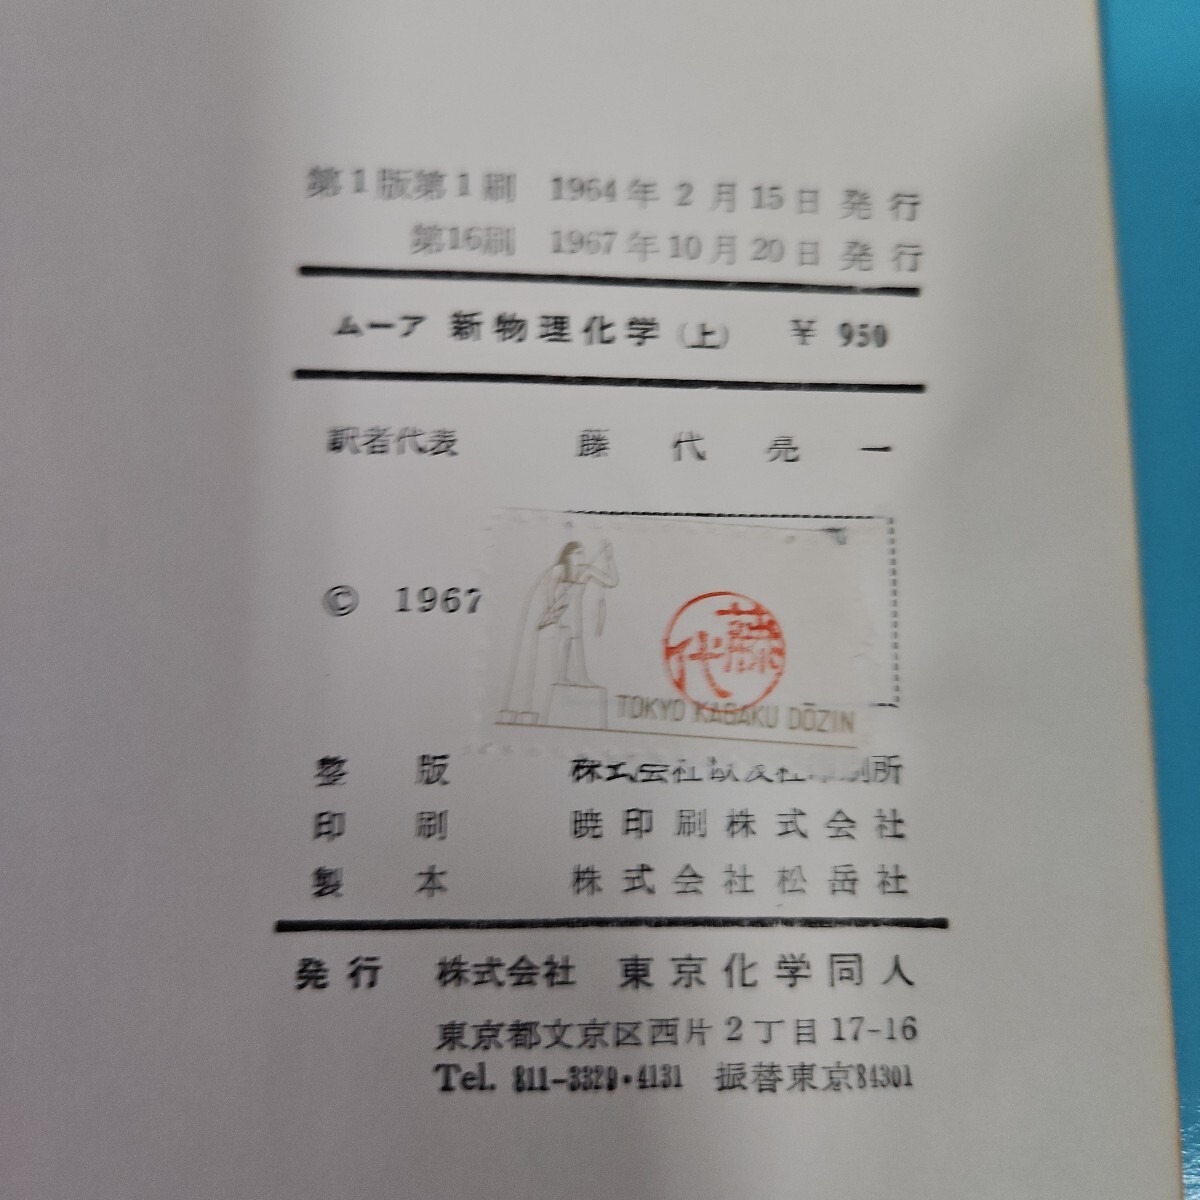 第1版第1刷 1964年2月15日発行
第16刷 1967年10月20日発行
ムーア 新物理化学(上) ¥950
訳者代表 藤代亮一
© 1967
藤代
TOKYO KAGAKU DŌZIN
整版 株式会社
印刷 暁印刷株式会社
製本 株式会社松岳社
発行 株式会社 東京化学同人
東京都文京区西片2丁目17-16
Tel. 811-3329・4131 振替東京84301